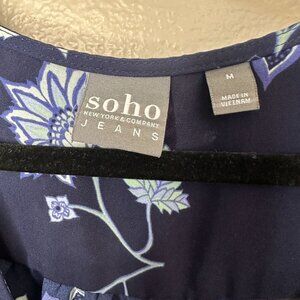 soho
NEW YORK & COMPANY
JEANS
M
MADE IN
VIETNAM